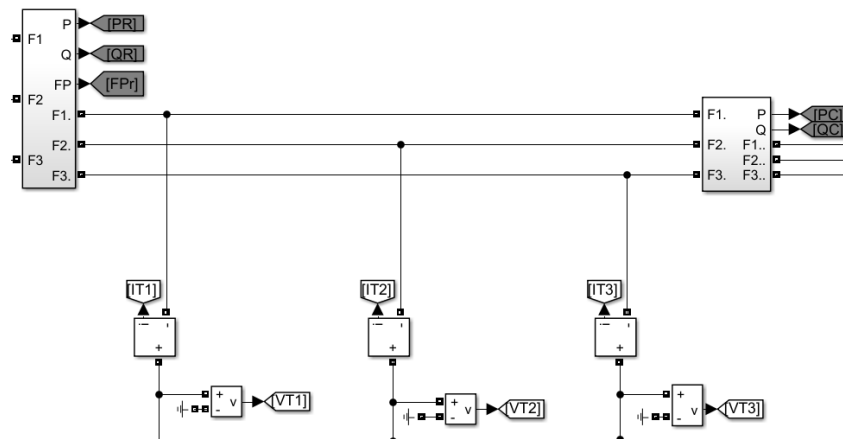 P [PR]
F1
Q [QR]
FP [FPr]
F2
F1.
F2.
F3
F3.
F1. P [PC]
Q [QC]
F2. F1..
F2..
F3. F3..
[IT1] [IT2] [IT3]
i - i - i -
+ + +
+ v [VT1] + v [VT2] + v [VT3]
- - -